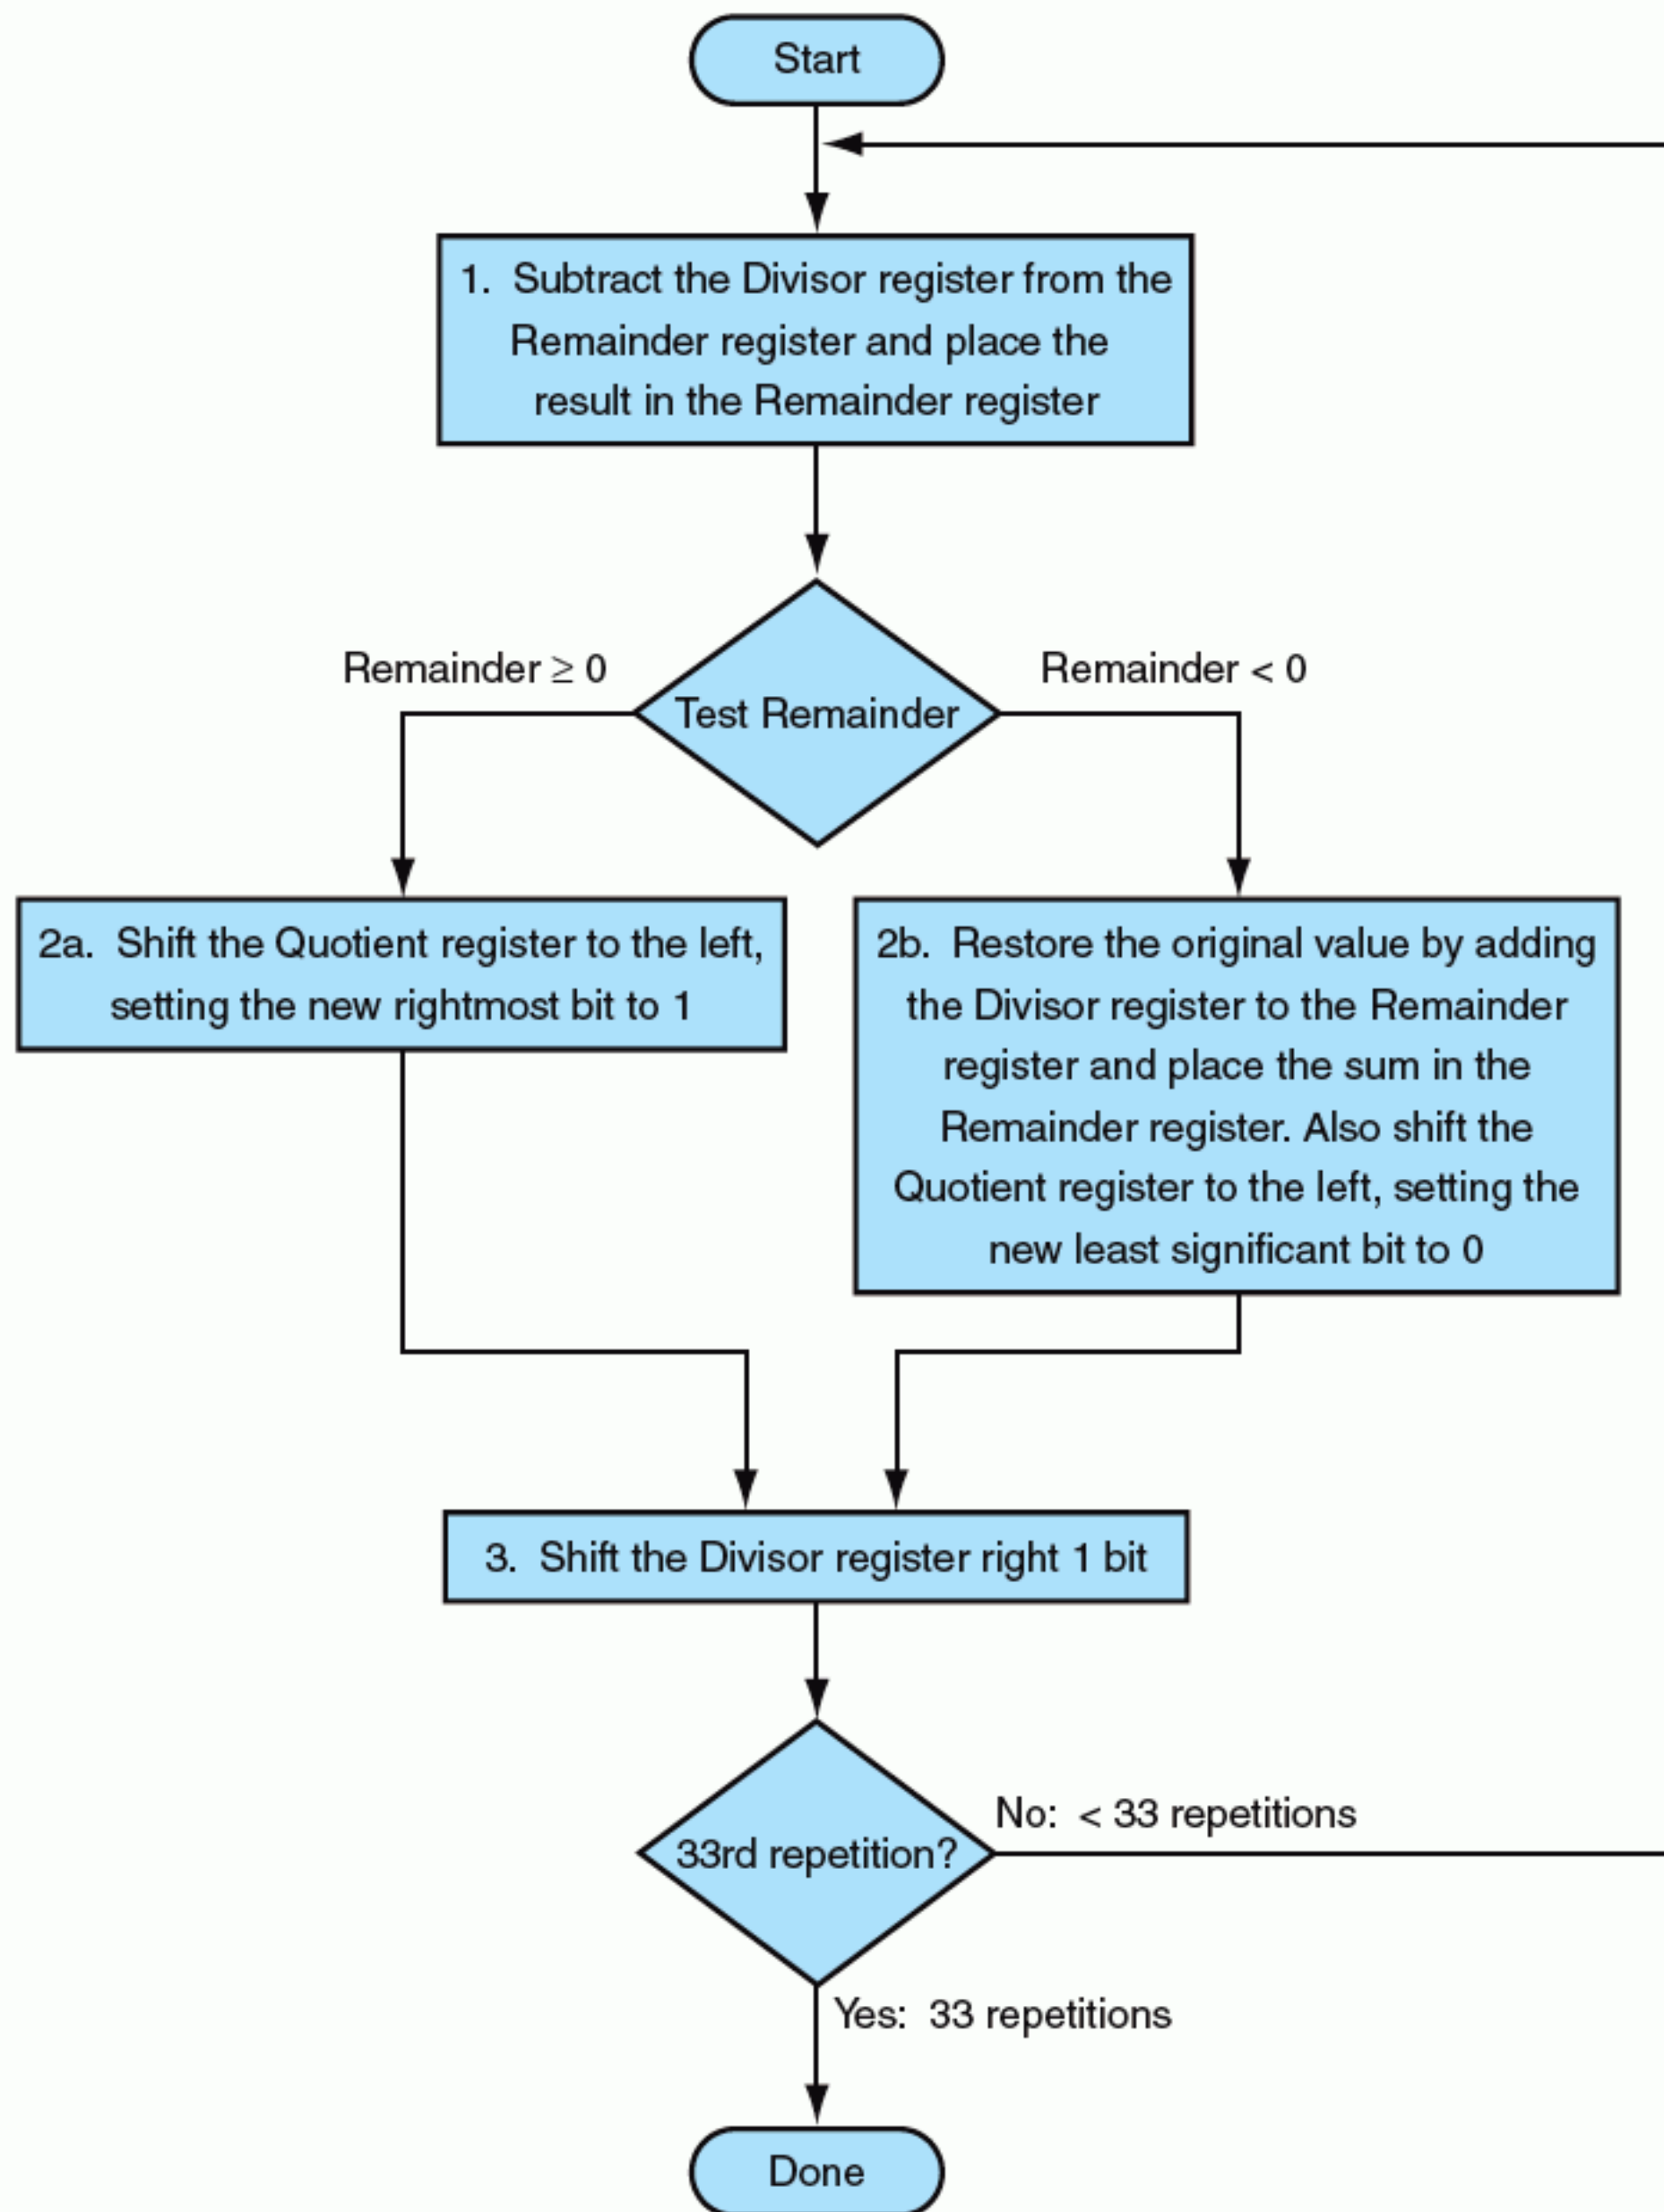 Start
1. Subtract the Divisor register from the
Remainder register and place the
result in the Remainder register
Remainder ≥ 0
Remainder < 0
Test Remainder
2a. Shift the Quotient register to the left,
setting the new rightmost bit to 1
2b. Restore the original value by adding
the Divisor register to the Remainder
register and place the sum in the
Remainder register. Also shift the
Quotient register to the left, setting the
new least significant bit to 0
3. Shift the Divisor register right 1 bit
33rd repetition?
No: < 33 repetitions
Yes: 33 repetitions
Done